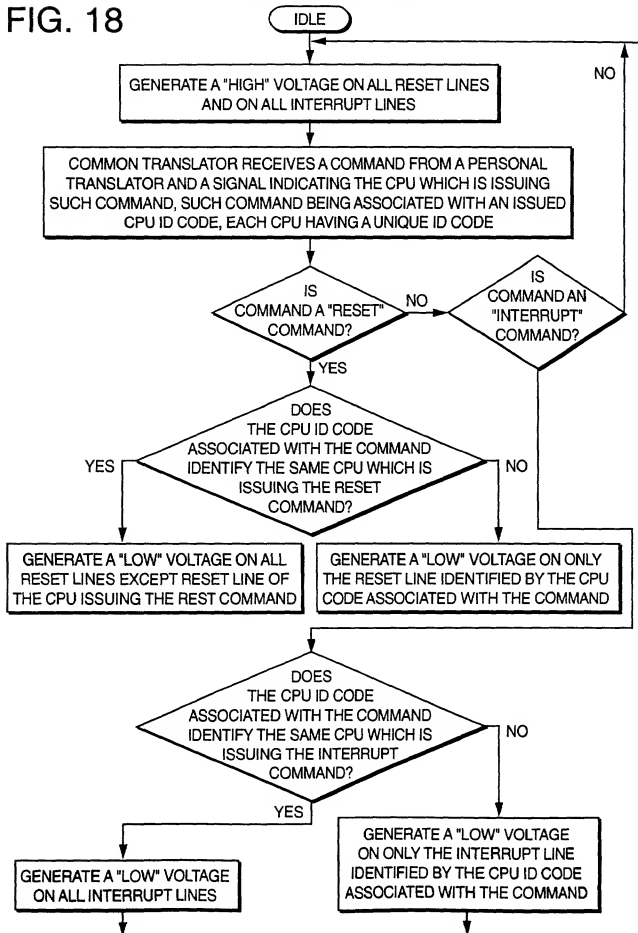 FIG. 18
IDLE
GENERATE A "HIGH" VOLTAGE ON ALL RESET LINES
AND ON ALL INTERRUPT LINES
NO
COMMON TRANSLATOR RECEIVES A COMMAND FROM A PERSONAL
TRANSLATOR AND A SIGNAL INDICATING THE CPU WHICH IS ISSUING
SUCH COMMAND, SUCH COMMAND BEING ASSOCIATED WITH AN ISSUED
CPU ID CODE, EACH CPU HAVING A UNIQUE ID CODE
IS
COMMAND A "RESET"
COMMAND?
NO
IS
COMMAND AN
"INTERRUPT"
COMMAND?
YES
DOES
THE CPU ID CODE
ASSOCIATED WITH THE COMMAND
IDENTIFY THE SAME CPU WHICH IS
ISSUING THE RESET
COMMAND?
YES
NO
GENERATE A "LOW" VOLTAGE ON ALL
RESET LINES EXCEPT RESET LINE OF
THE CPU ISSUING THE REST COMMAND
GENERATE A "LOW" VOLTAGE ON ONLY
THE RESET LINE IDENTIFIED BY THE CPU
CODE ASSOCIATED WITH THE COMMAND
DOES
THE CPU ID CODE
ASSOCIATED WITH THE COMMAND
IDENTIFY THE SAME CPU WHICH IS
ISSUING THE INTERRUPT
COMMAND?
NO
YES
GENERATE A "LOW" VOLTAGE
ON ALL INTERRUPT LINES
GENERATE A "LOW" VOLTAGE
ON ONLY THE INTERRUPT LINE
IDENTIFIED BY THE CPU ID CODE
ASSOCIATED WITH THE COMMAND